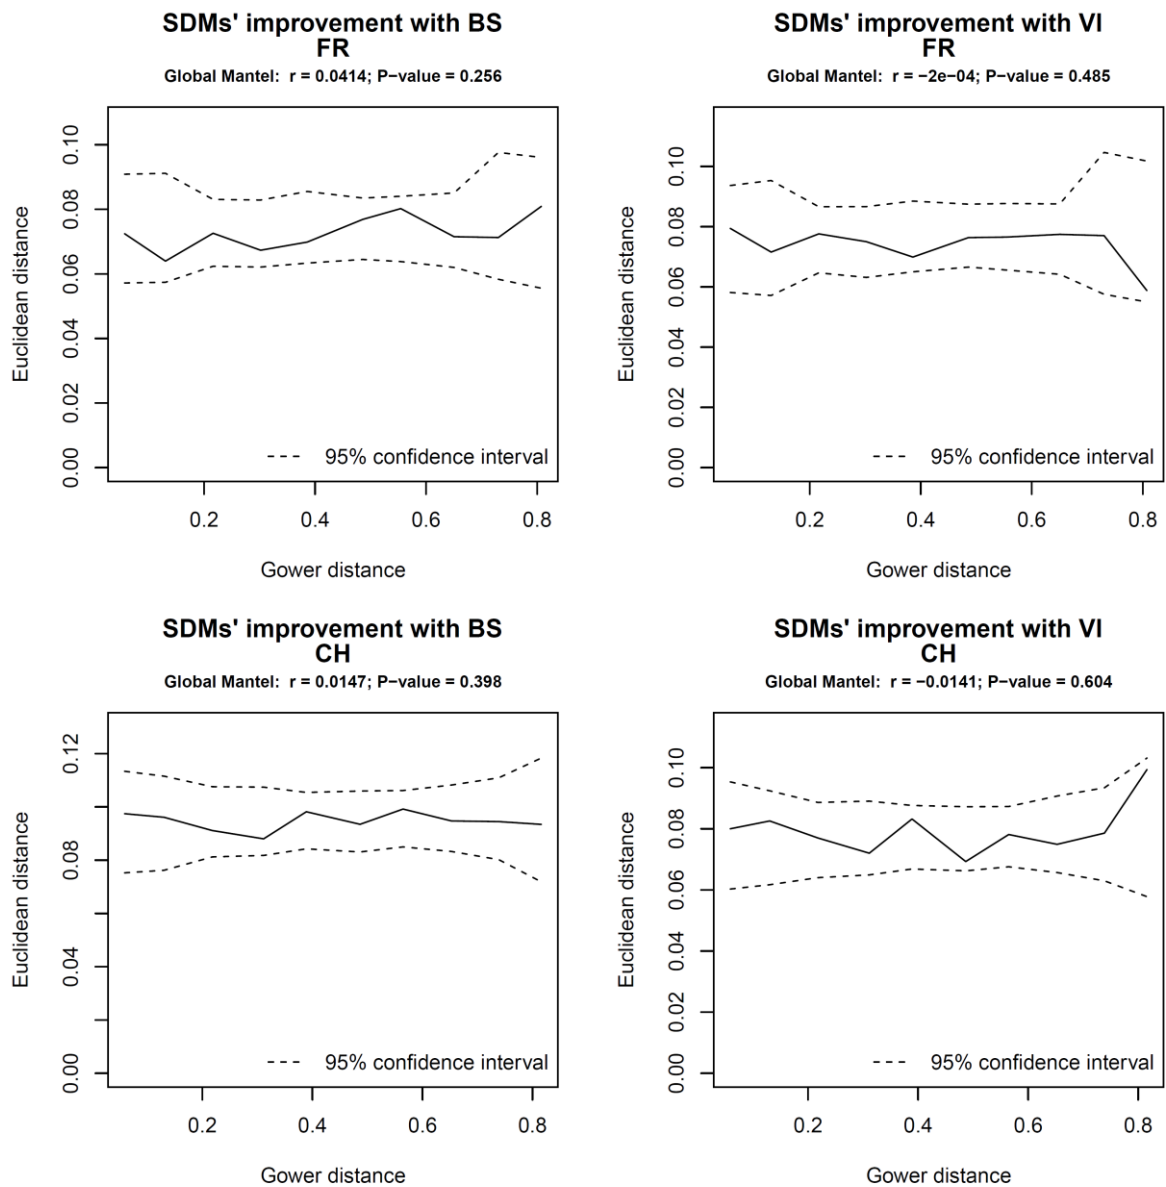 SDMs' improvement with BS
FR
Global Mantel:  r = 0.0414; P−value = 0.256
Euclidean distance
0.10
0.08
0.06
0.04
0.02
0.00
95% confidence interval
0.2 0.4 0.6 0.8
Gower distance
SDMs' improvement with VI
FR
Global Mantel:  r = −2e−04; P−value = 0.485
Euclidean distance
0.10
0.08
0.06
0.04
0.02
0.00
95% confidence interval
0.2 0.4 0.6 0.8
Gower distance
SDMs' improvement with BS
CH
Global Mantel:  r = 0.0147; P−value = 0.398
Euclidean distance
0.12
0.08
0.04
0.00
95% confidence interval
0.2 0.4 0.6 0.8
Gower distance
SDMs' improvement with VI
CH
Global Mantel:  r = −0.0141; P−value = 0.604
Euclidean distance
0.10
0.08
0.06
0.04
0.02
0.00
95% confidence interval
0.2 0.4 0.6 0.8
Gower distance